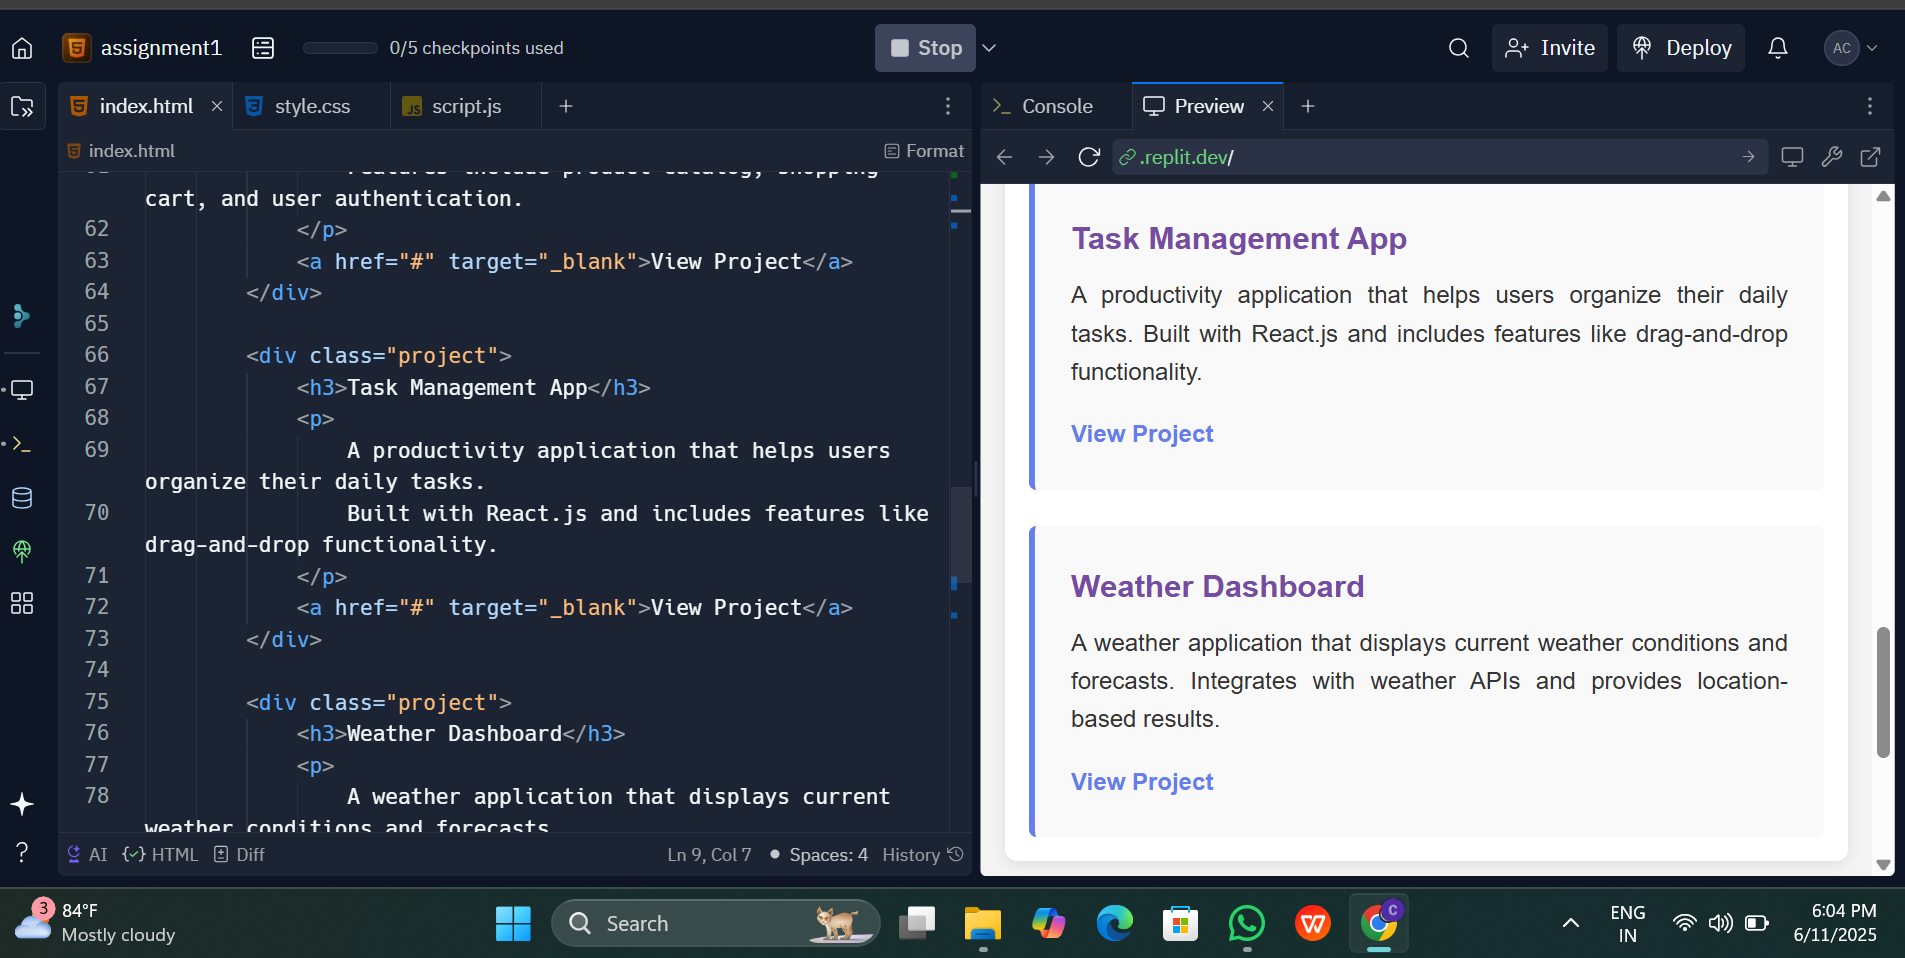 assignment1
0/5 checkpoints used
Stop
Invite
Deploy
AC
index.html
style.css
JS script.js
Console
Preview
index.html
Format
.replit.dev/
Features include product catalog, shopping
cart, and user authentication.
62 </p>
63 <a href="#" target="_blank">View Project</a>
64 </div>
65
66 <div class="project">
67 <h3>Task Management App</h3>
68 <p>
69 A productivity application that helps users
organize their daily tasks.
70 Built with React.js and includes features like
drag-and-drop functionality.
71 </p>
72 <a href="#" target="_blank">View Project</a>
73 </div>
74
75 <div class="project">
76 <h3>Weather Dashboard</h3>
77 <p>
78 A weather application that displays current
weather conditions and forecasts.
AI
HTML
Diff
Ln 9, Col 7
Spaces: 4
History
Task Management App
A productivity application that helps users organize their daily
tasks. Built with React.js and includes features like drag-and-drop
functionality.
View Project
Weather Dashboard
A weather application that displays current weather conditions and
forecasts. Integrates with weather APIs and provides location-
based results.
View Project
3
84°F
Mostly cloudy
Search
W
C
ENG
IN
6:04 PM
6/11/2025